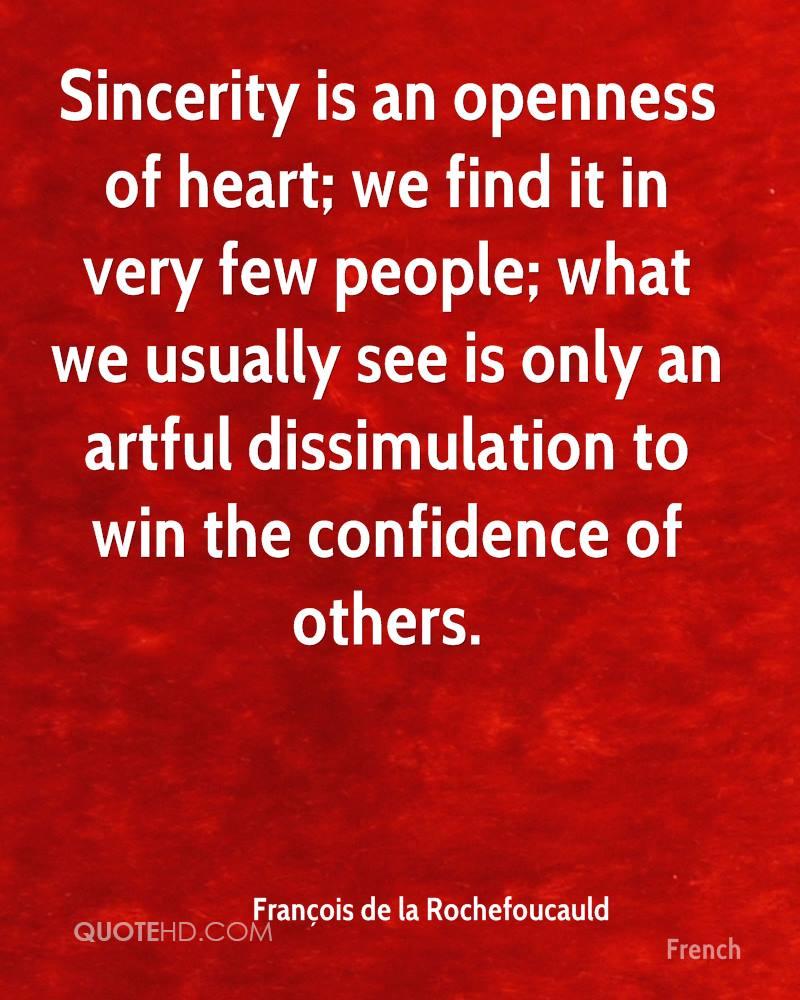 Sincerity is an openness
of heart; we find it in
very few people; what
we usually see is only an
artful dissimulation to
win the confidence of
others.
François de la Rochefoucauld
QUOTEHD.COM
French